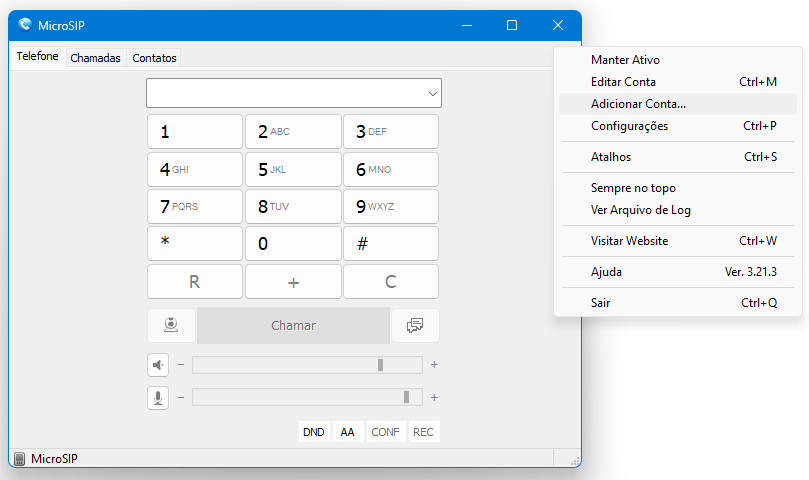 MicroSIP
Telefone Chamadas Contatos
1 2 ABC 3 DEF
4 GHI 5 JKL 6 MNO
7 PQRS 8 TUV 9 WXYZ
* 0 #
R + C
Chamar
− +
− +
DND AA CONF REC
MicroSIP
Manter Ativo
Editar Conta Ctrl+M
Adicionar Conta...
Configurações Ctrl+P
Atalhos Ctrl+S
Sempre no topo
Ver Arquivo de Log
Visitar Website Ctrl+W
Ajuda Ver. 3.21.3
Sair Ctrl+Q